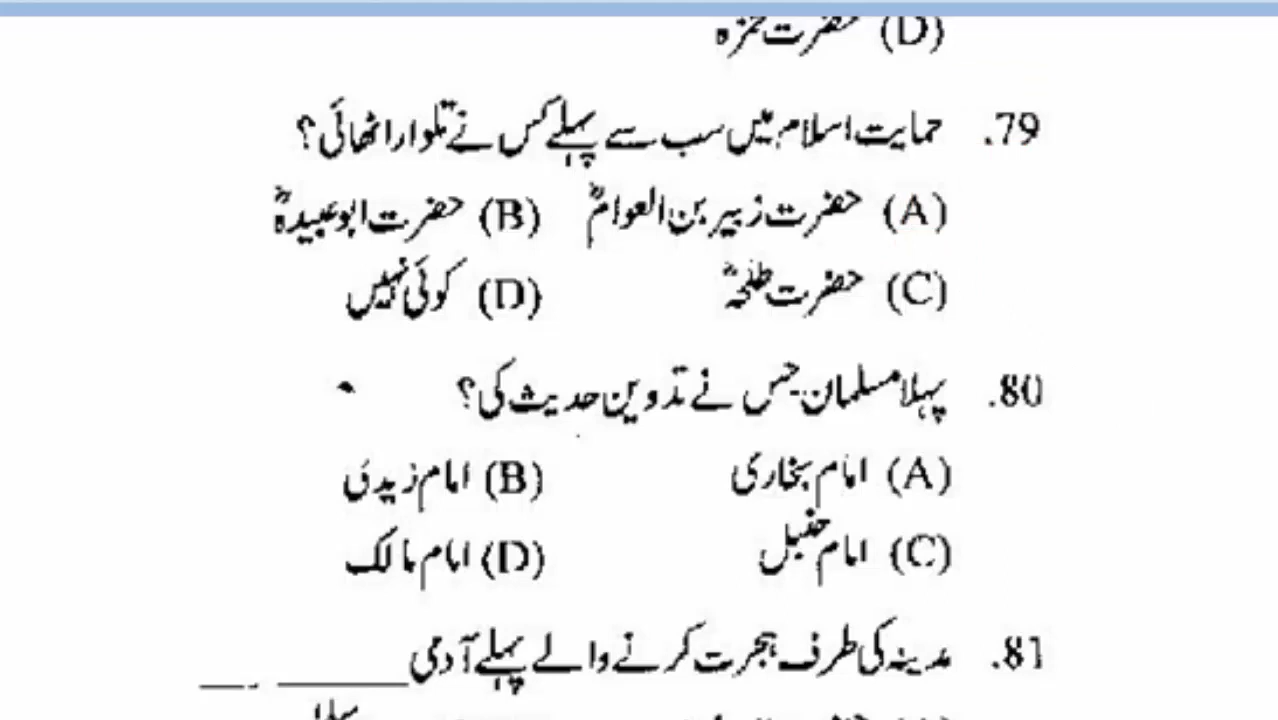 (D) حضرت حمزہ
79. حمایت اسلام میں سب سے پہلے کس نے تلوار اٹھائی؟
(A) حضرت زبیر بن العوامؓ (B) حضرت ابو عبیدہؓ
(C) حضرت طلحہؓ (D) کوئی نہیں
80. پہلا مسلمان جس نے تدوین حدیث کی؟
(A) امام بخاری (B) امام زیدی
(C) امام حنبل (D) امام مالک
81. مدینہ کی طرف ہجرت کرنے والے پہلے آدمی ______ - __